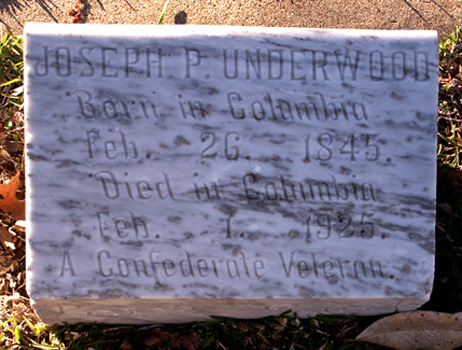 JOSEPH P. UNDERWOOD
Born in Columbia
Feb. 26. 1845.
Died in Columbia
Feb. 1. 1925.
A Confederate Veteran.